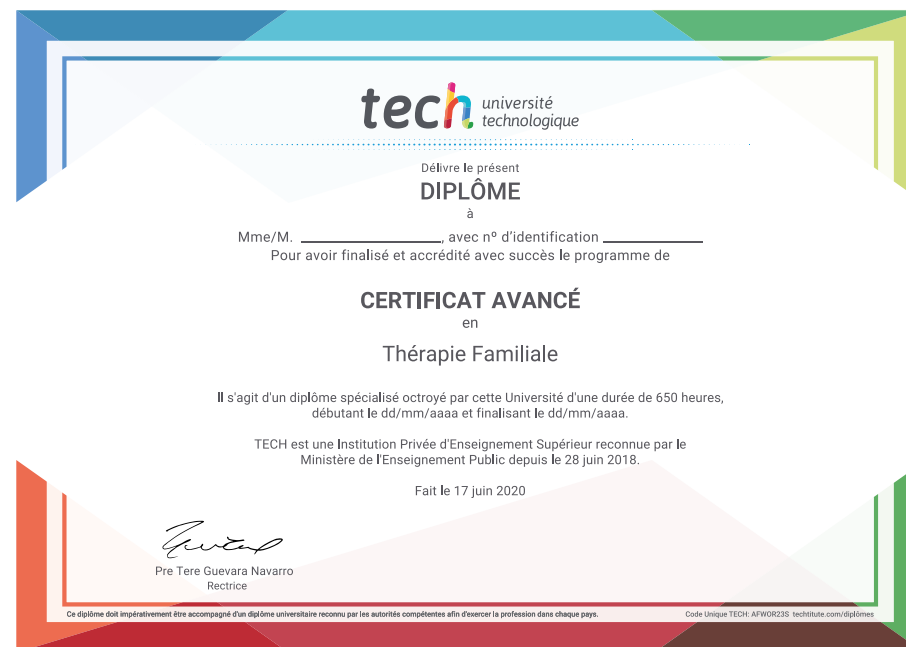 tech université
technologique
Délivre le présent
DIPLÔME
à
Mme/M. ____________________, avec nº d'identification ______________
Pour avoir finalisé et accrédité avec succès le programme de
CERTIFICAT AVANCÉ
en
Thérapie Familiale
Il s'agit d'un diplôme spécialisé octroyé par cette Université d'une durée de 650 heures,
débutant le dd/mm/aaaa et finalisant le dd/mm/aaaa.
TECH est une Institution Privée d'Enseignement Supérieur reconnue par le
Ministère de l'Enseignement Public depuis le 28 juin 2018.
Fait le 17 juin 2020
Pre Tere Guevara Navarro
Rectrice
Ce diplôme doit impérativement être accompagné d'un diplôme universitaire reconnu par les autorités compétentes afin d'exercer la profession dans chaque pays.
Code Unique TECH: AFWOR23S techtitute.com/diplômes